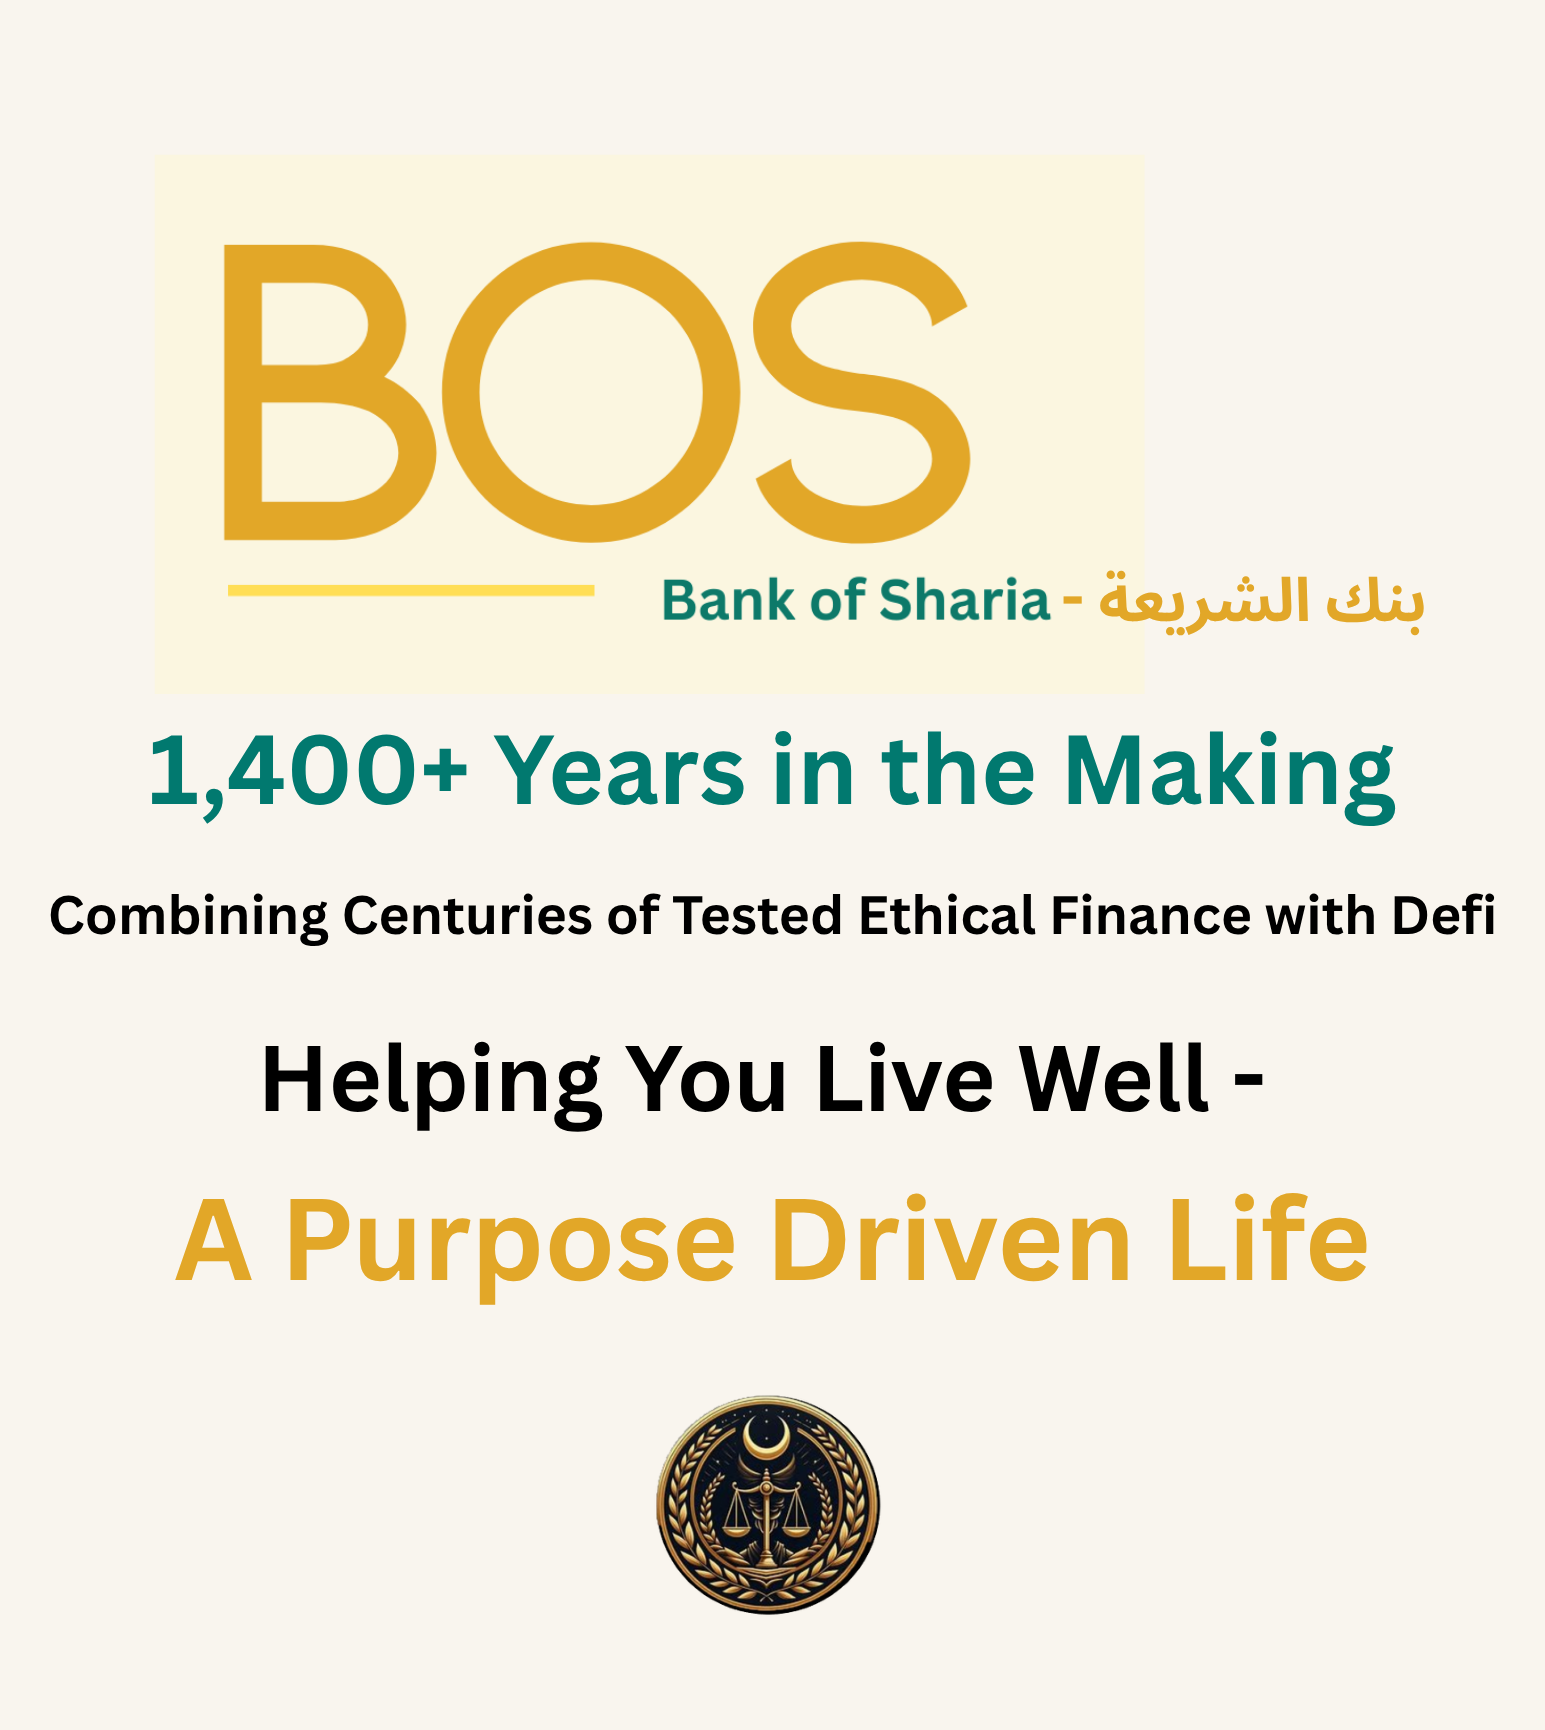 BOS
Bank of Sharia - بنك الشريعة
1,400+ Years in the Making
Combining Centuries of Tested Ethical Finance with Defi
Helping You Live Well -
A Purpose Driven Life